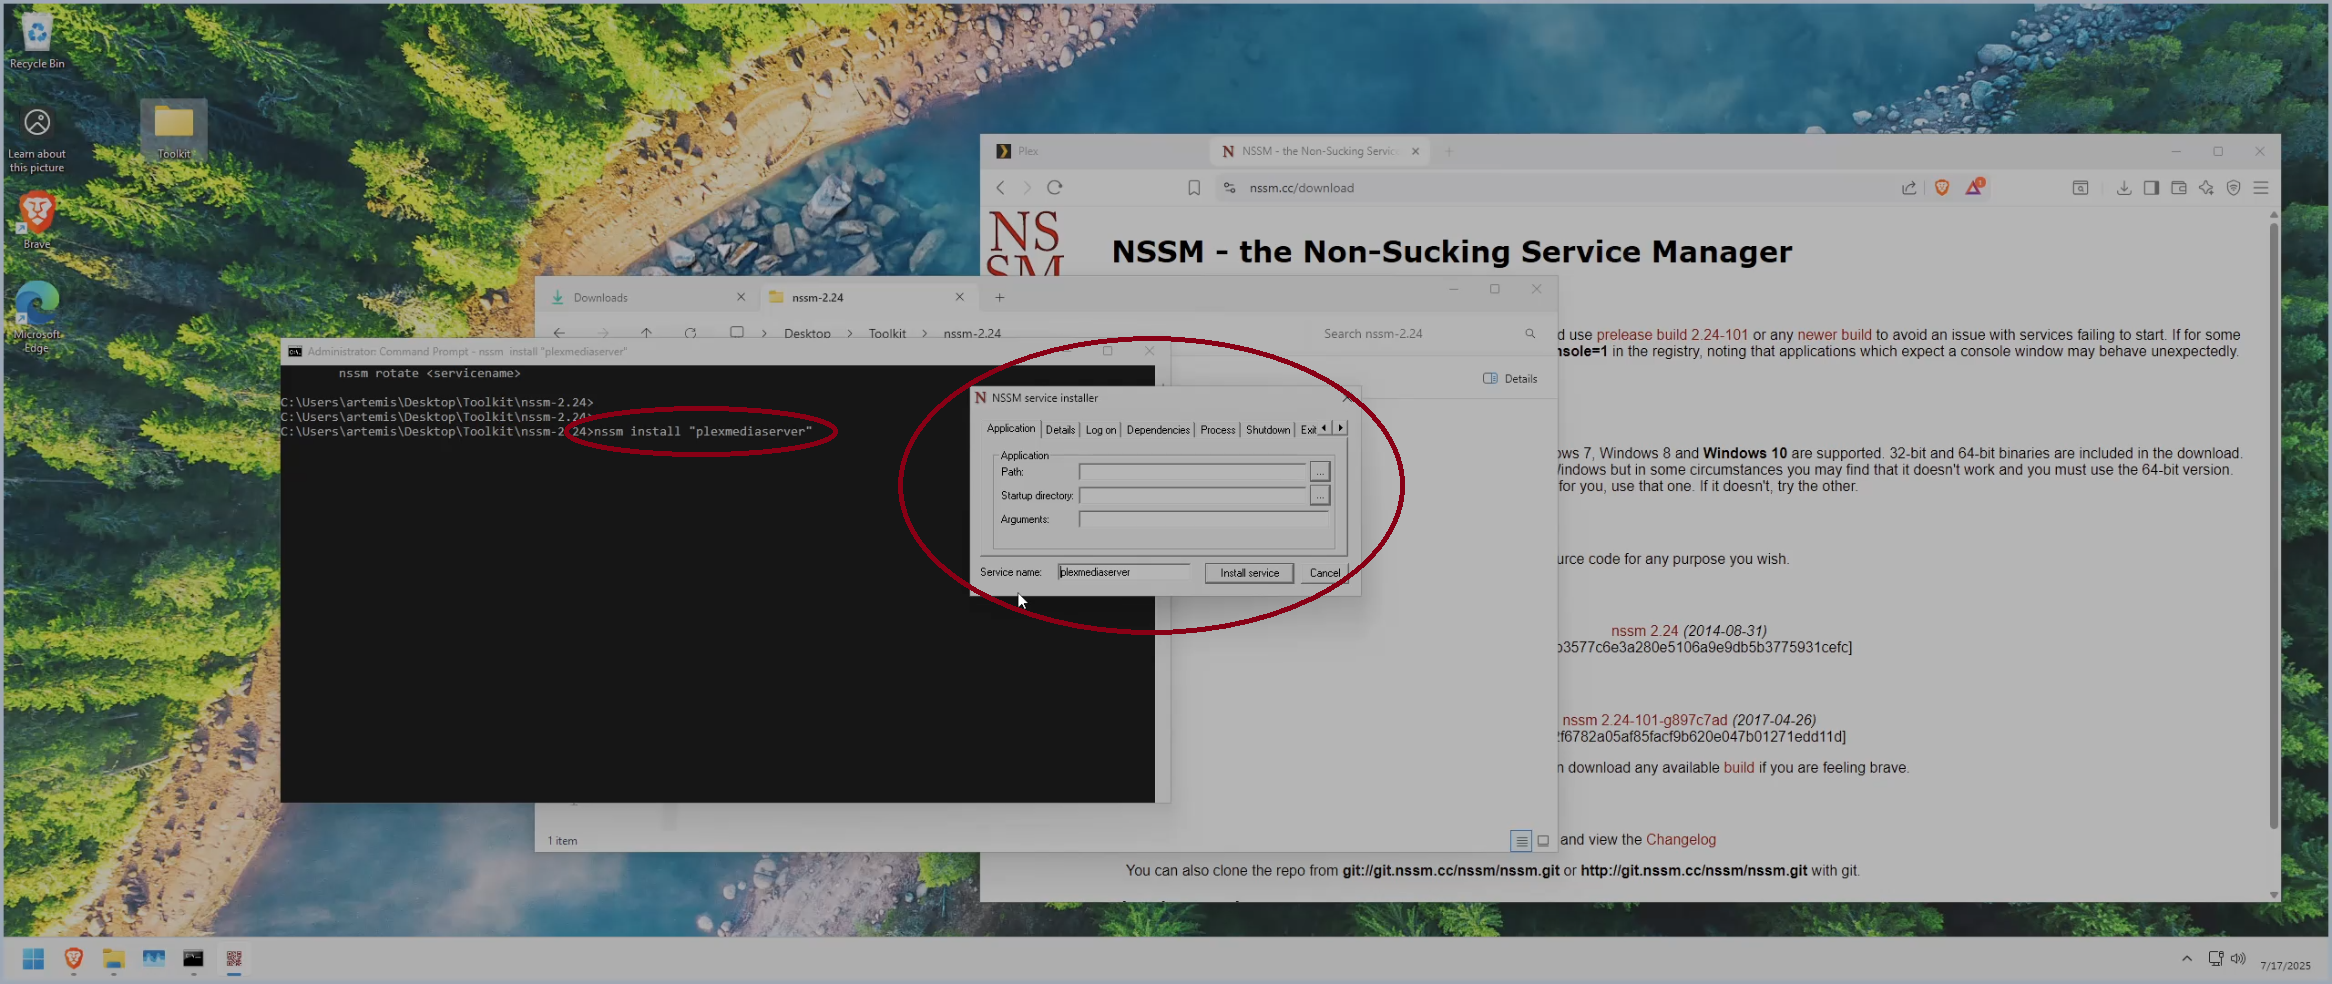 Recycle Bin
Learn about
this picture
Brave
Microsoft
Edge
Toolkit
Plex
NSSM - the Non-Sucking Servic
nssm.cc/download
NS
SM
NSSM - the Non-Sucking Service Manager
d use prelease build 2.24-101 or any newer build to avoid an issue with services failing to start. If for some
nsole=1 in the registry, noting that applications which expect a console window may behave unexpectedly.
ows 7, Windows 8 and Windows 10 are supported. 32-bit and 64-bit binaries are included in the download.
Windows but in some circumstances you may find that it doesn't work and you must use the 64-bit version.
for you, use that one. If it doesn't, try the other.
urce code for any purpose you wish.
nssm 2.24 (2014-08-31)
b3577c6e3a280e5106a9e9db5b3775931cefc]
nssm 2.24-101-g897c7ad (2017-04-26)
2f6782a05af85facf9b620e047b01271edd11d]
n download any available build if you are feeling brave.
and view the Changelog
You can also clone the repo from git://git.nssm.cc/nssm/nssm.git or http://git.nssm.cc/nssm/nssm.git with git.
Downloads
nssm-2.24
Desktop > Toolkit > nssm-2.24
Search nssm-2.24
Details
1 item
Administrator: Command Prompt - nssm install "plexmediaserver"
nssm rotate <servicename>
C:\Users\artemis\Desktop\Toolkit\nssm-2.24>
C:\Users\artemis\Desktop\Toolkit\nssm-2.24>
C:\Users\artemis\Desktop\Toolkit\nssm-2.24>nssm install "plexmediaserver"
NSSM service installer
Application Details Log on Dependencies Process Shutdown Exit
Application
Path:
...
Startup directory:
...
Arguments:
Service name: plexmediaserver Install service Cancel
7/17/2025